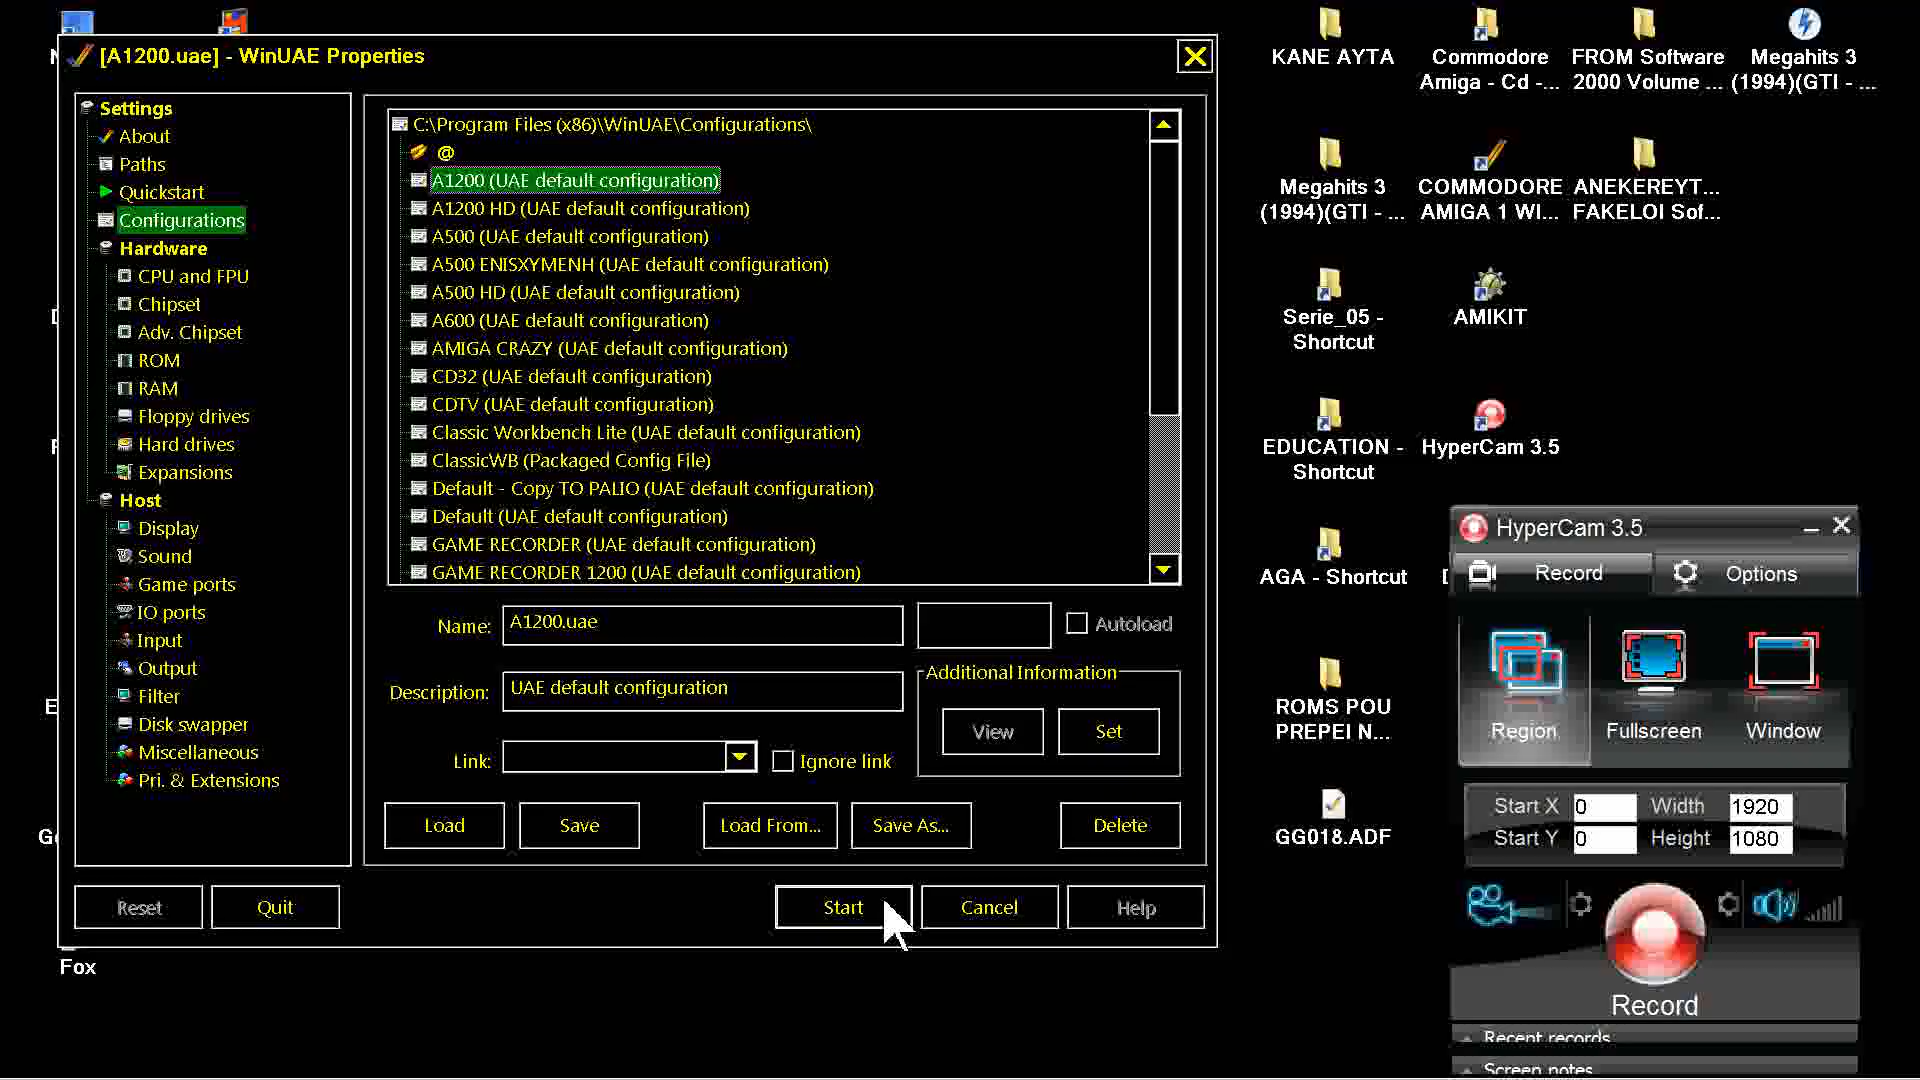 [A1200.uae] - WinUAE Properties
Settings
About
Paths
Quickstart
Configurations
Hardware
CPU and FPU
Chipset
Adv. Chipset
ROM
RAM
Floppy drives
Hard drives
Expansions
Host
Display
Sound
Game ports
IO ports
Input
Output
Filter
Disk swapper
Miscellaneous
Pri. & Extensions
C:\Program Files (x86)\WinUAE\Configurations\
@
A1200 (UAE default configuration)
A1200 HD (UAE default configuration)
A500 (UAE default configuration)
A500 ENISXYMENH (UAE default configuration)
A500 HD (UAE default configuration)
A600 (UAE default configuration)
AMIGA CRAZY (UAE default configuration)
CD32 (UAE default configuration)
CDTV (UAE default configuration)
Classic Workbench Lite (UAE default configuration)
ClassicWB (Packaged Config File)
Default - Copy TO PALIO (UAE default configuration)
Default (UAE default configuration)
GAME RECORDER (UAE default configuration)
GAME RECORDER 1200 (UAE default configuration)
Name: A1200.uae
Autoload
Description: UAE default configuration
Additional Information
View Set
Link:
Ignore link
Load Save Load From... Save As... Delete
Reset Quit Start Cancel Help
Fox
KANE AYTA
Commodore
Amiga - Cd -...
FROM Software
2000 Volume ...
Megahits 3
(1994)(GTI - ...
Megahits 3
(1994)(GTI - ...
COMMODORE
AMIGA 1 WI...
ANEKEREYT...
FAKELOI Sof...
Serie_05 -
Shortcut
AMIKIT
EDUCATION -
Shortcut
HyperCam 3.5
AGA - Shortcut
ROMS POU
PREPEI N...
GG018.ADF
HyperCam 3.5
Record Options
Region Fullscreen Window
Start X 0 Width 1920
Start Y 0 Height 1080
Record
Recent records
Screen notes